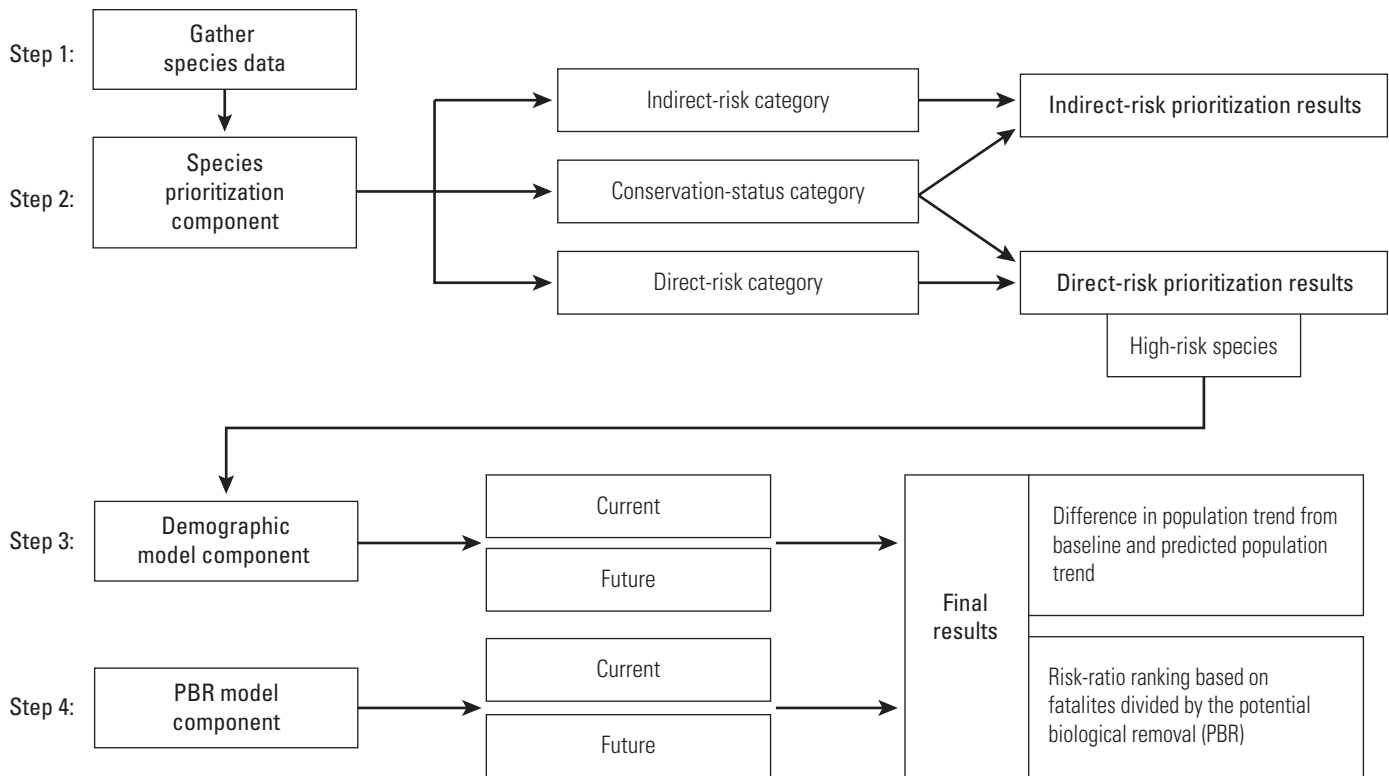 Step 1:
Gather
species data
Step 2:
Species
prioritization
component
Indirect-risk category
Conservation-status category
Direct-risk category
Indirect-risk prioritization results
Direct-risk prioritization results
High-risk species
Step 3:
Demographic
model component
Current
Future
Step 4:
PBR model
component
Current
Future
Final
results
Difference in population trend from
baseline and predicted population
trend
Risk-ratio ranking based on
fatalites divided by the potential
biological removal (PBR)